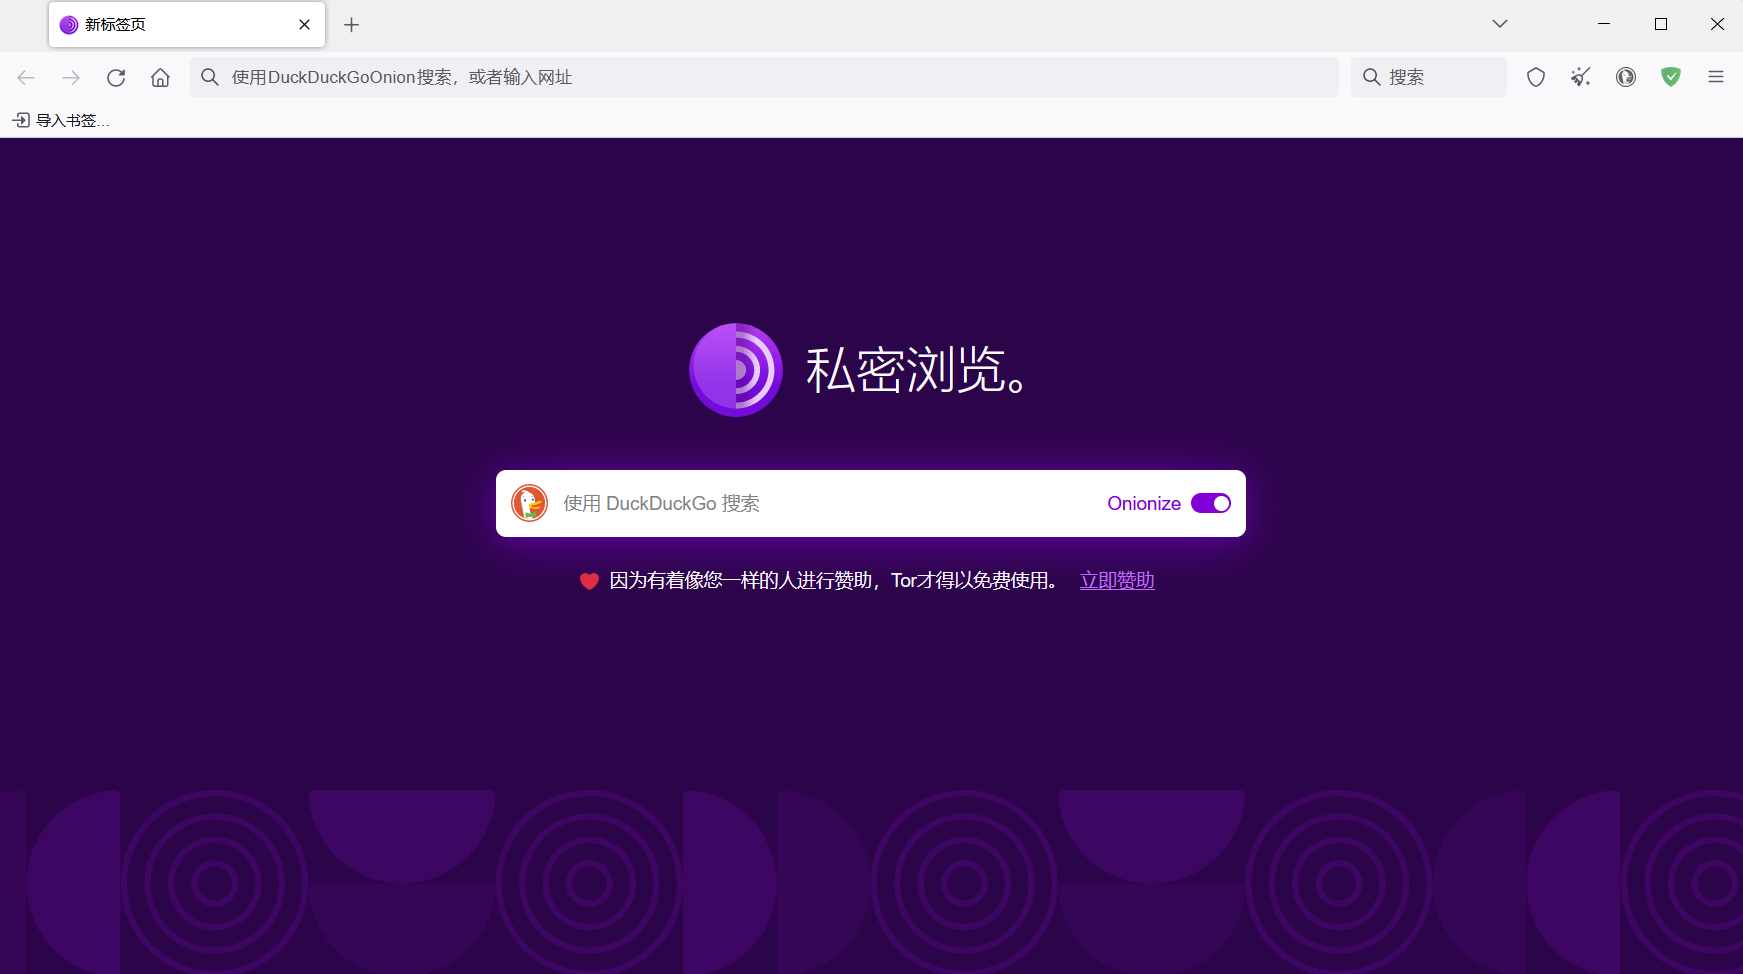 新标签页
使用DuckDuckGoOnion搜索，或者输入网址
搜索
导入书签…
私密浏览。
使用 DuckDuckGo 搜索
Onionize
因为有着像您一样的人进行赞助，Tor才得以免费使用。 立即赞助